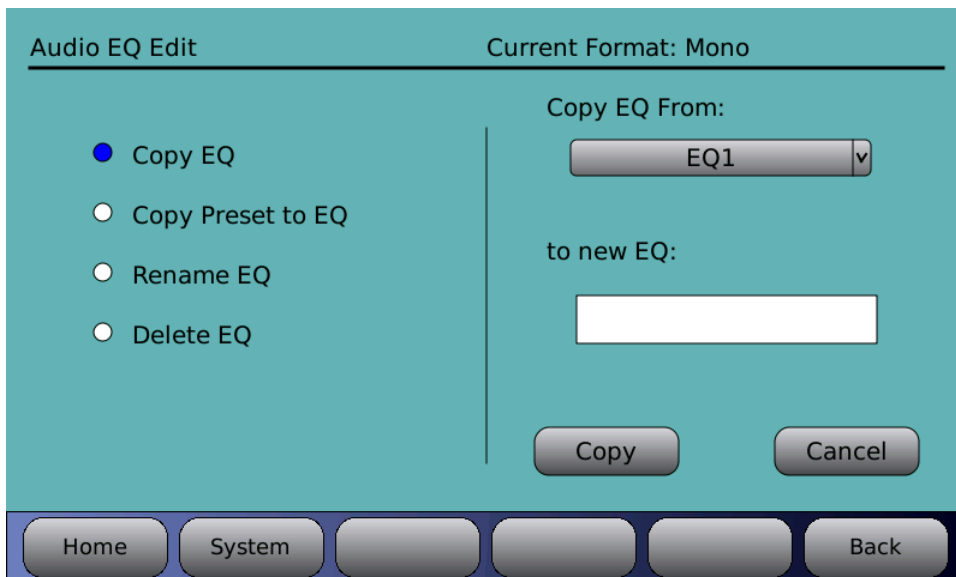 Audio EQ Edit
Current Format: Mono
Copy EQ
Copy Preset to EQ
Rename EQ
Delete EQ
Copy EQ From:
EQ1
to new EQ:
Copy
Cancel
Home
System
Back